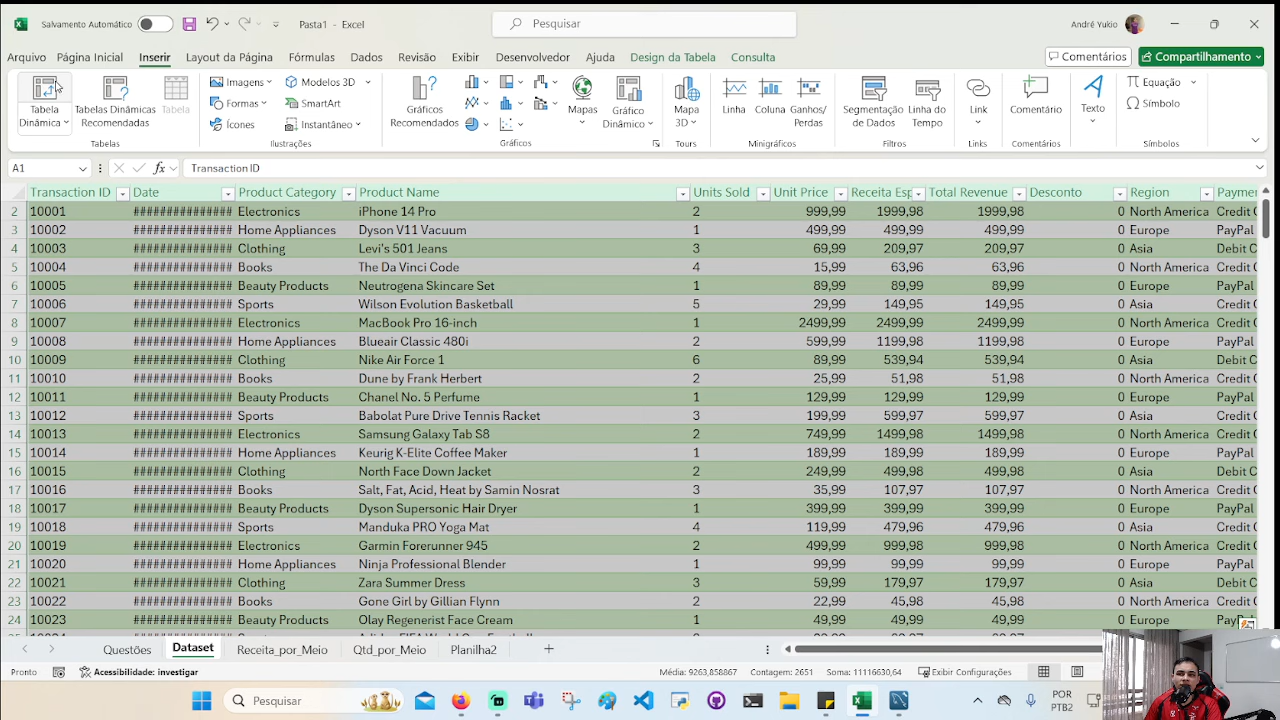 Salvamento Automático
Pasta1 - Excel
Pesquisar
André Yukio
Arquivo Página Inicial Inserir Layout da Página Fórmulas Dados Revisão Exibir Desenvolvedor Ajuda Design da Tabela Consulta
Comentários Compartilhamento
Tabela Dinâmica
Tabelas Dinâmicas Recomendadas
Tabela
Tabelas
Imagens
Formas
Ícones
Modelos 3D
SmartArt
Instantâneo
Ilustrações
Gráficos Recomendados
Mapas
Gráfico Dinâmico
Gráficos
Mapa 3D
Tours
Linha
Coluna
Ganhos/ Perdas
Minigráficos
Segmentação de Dados
Linha do Tempo
Filtros
Link
Links
Comentário
Comentários
Texto
Equação
Símbolo
Símbolos
A1 fx Transaction ID
Transaction ID Date Product Category Product Name Units Sold Unit Price Receita Esp Total Revenue Desconto Region Paymer
2 10001 ############### Electronics iPhone 14 Pro 2 999,99 1999,98 1999,98 0 North America Credit C
3 10002 ############### Home Appliances Dyson V11 Vacuum 1 499,99 499,99 499,99 0 Europe PayPal
4 10003 ############### Clothing Levi's 501 Jeans 3 69,99 209,97 209,97 0 Asia Debit C
5 10004 ############### Books The Da Vinci Code 4 15,99 63,96 63,96 0 North America Credit C
6 10005 ############### Beauty Products Neutrogena Skincare Set 1 89,99 89,99 89,99 0 Europe PayPal
7 10006 ############### Sports Wilson Evolution Basketball 5 29,99 149,95 149,95 0 Asia Credit C
8 10007 ############### Electronics MacBook Pro 16-inch 1 2499,99 2499,99 2499,99 0 North America Credit C
9 10008 ############### Home Appliances Blueair Classic 480i 2 599,99 1199,98 1199,98 0 Europe PayPal
10 10009 ############### Clothing Nike Air Force 1 6 89,99 539,94 539,94 0 Asia Debit C
11 10010 ############### Books Dune by Frank Herbert 2 25,99 51,98 51,98 0 North America Credit C
12 10011 ############### Beauty Products Chanel No. 5 Perfume 1 129,99 129,99 129,99 0 Europe PayPal
13 10012 ############### Sports Babolat Pure Drive Tennis Racket 3 199,99 599,97 599,97 0 Asia Credit C
14 10013 ############### Electronics Samsung Galaxy Tab S8 2 749,99 1499,98 1499,98 0 North America Credit C
15 10014 ############### Home Appliances Keurig K-Elite Coffee Maker 1 189,99 189,99 189,99 0 Europe PayPal
16 10015 ############### Clothing North Face Down Jacket 2 249,99 499,98 499,98 0 Asia Debit C
17 10016 ############### Books Salt, Fat, Acid, Heat by Samin Nosrat 3 35,99 107,97 107,97 0 North America Credit C
18 10017 ############### Beauty Products Dyson Supersonic Hair Dryer 1 399,99 399,99 399,99 0 Europe PayPal
19 10018 ############### Sports Manduka PRO Yoga Mat 4 119,99 479,96 479,96 0 Asia Credit C
20 10019 ############### Electronics Garmin Forerunner 945 2 499,99 999,98 999,98 0 North America Credit C
21 10020 ############### Home Appliances Ninja Professional Blender 1 99,99 99,99 99,99 0 Europe PayPal
22 10021 ############### Clothing Zara Summer Dress 3 59,99 179,97 179,97 0 Asia Debit C
23 10022 ############### Books Gone Girl by Gillian Flynn 2 22,99 45,98 45,98 0 North America Credit C
24 10023 ############### Beauty Products Olay Regenerist Face Cream 1 49,99 49,99 49,99 0 Europe
Questões Dataset Receita_por_Meio Qtd_por_Meio Planilha2
Pronto Acessibilidade: investigar Média: 9263,858867 Contagem: 2651 Soma: 11116630,64 Exibir Configurações
Pesquisar
POR
PTB2